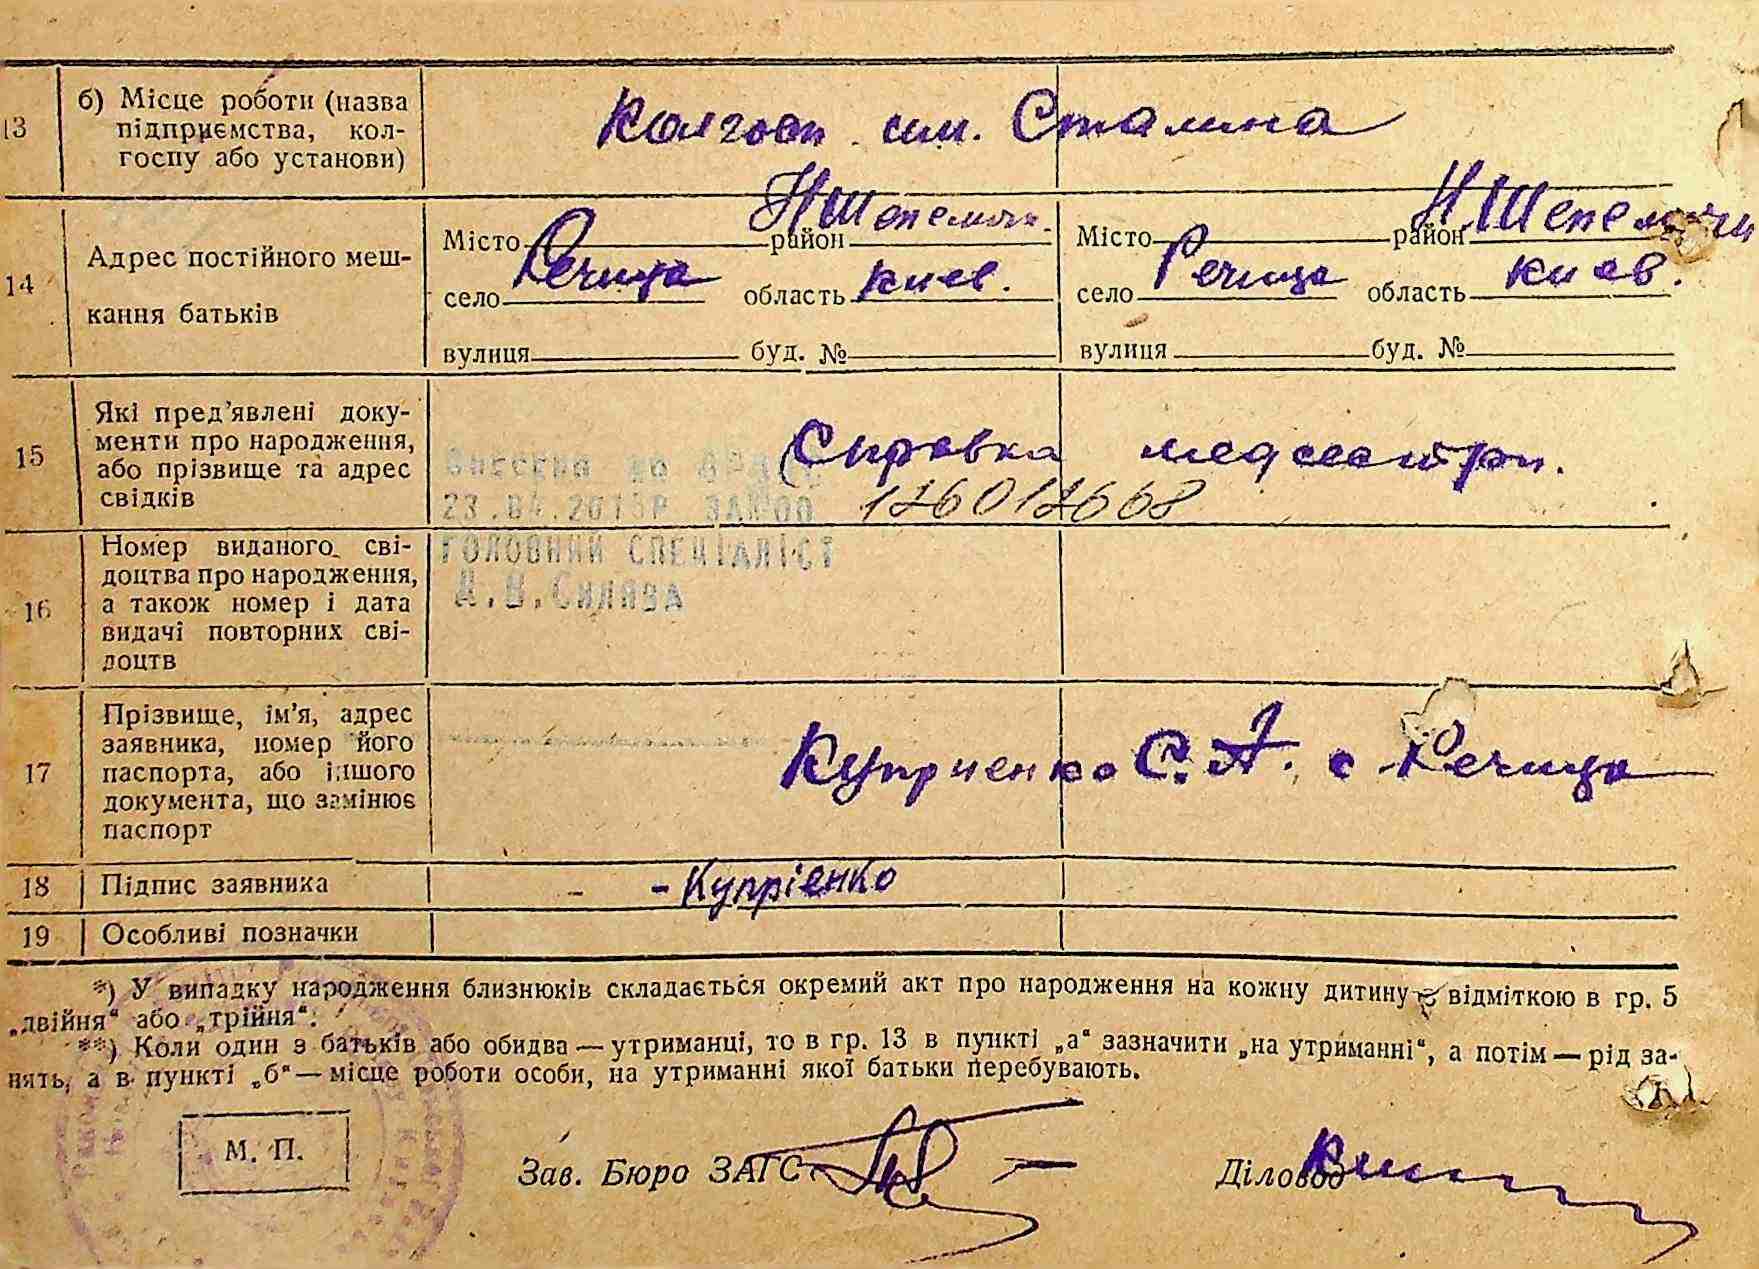 13 б) Місце роботи (назва
підприємства, кол-
госпу або установи)
Колгосп им. Сталина
14 Адрес постійного меш-
кання батьків
Місто район Н Шепелич.
село Речица область Киев.
вулиця буд. №
Місто район Н. Шепеличи
село Речица область Киев.
вулиця буд. №
15 Які пред'явлені доку-
менти про народження,
або прізвище та адрес
свідків
Справка медсестри.
126012668
ГОЛОВНИЙ СПЕЦІАЛІСТ
16 Номер виданого сві-
доцтва про народження,
а також номер і дата
видачі повторних сві-
доцтв
17 Прізвище, ім'я, адрес
заявника, номер його
паспорта, або іншого
документа, що замінює
паспорт
Куприенко С. А. с Речица
18 Підпис заявника
- - Купріенко
19 Особливі позначки
*) У випадку народження близнюків складається окремий акт про народження на кожну дитину з відміткою в гр. 5
„двійня“ або „трійня“.
**) Коли один з батьків або обидва — утриманці, то в гр. 13 в пункті „а“ зазначити „на утриманні“, а потім — рід за-
нять, а в пункті „б“ — місце роботи особи, на утриманні якої батьки перебувають.
М. П.
Зав. Бюро ЗАГС
Діловод